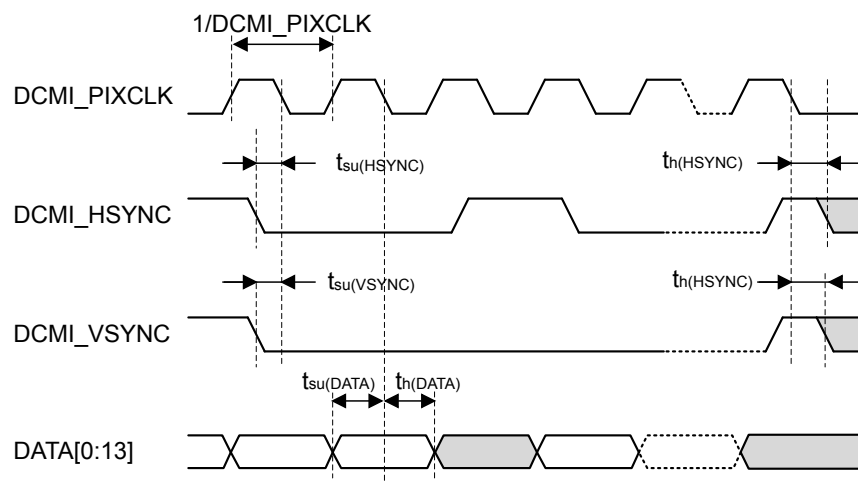 1/DCMI_PIXCLK
DCMI_PIXCLK
tsu(HSYNC)
th(HSYNC)
DCMI_HSYNC
tsu(VSYNC)
th(HSYNC)
DCMI_VSYNC
tsu(DATA)
th(DATA)
DATA[0:13]